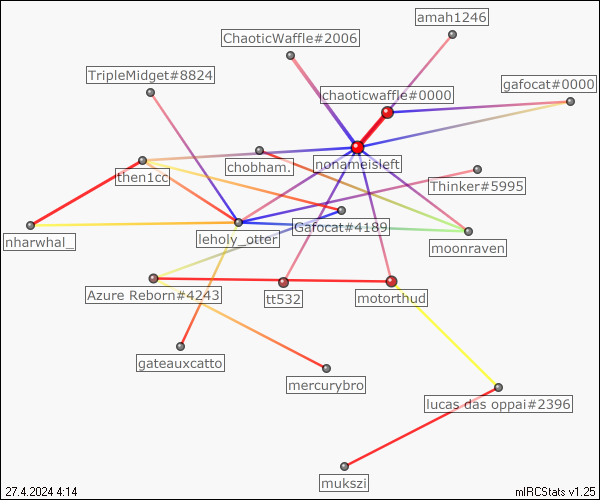 amah1246
ChaoticWaffle#2006
TripleMidget#8824
gafocat#0000
chaoticwaffle#0000
nonameisleft
chobham.
then1cc
Thinker#5995
Gafocat#4189
leholy_otter
nharwhal_
moonraven
Azure Reborn#4243
tt532
motorthud
gateauxcatto
mercurybro
lucas das oppai#2396
mukszi
27.4.2024 4:14
mIRCStats v1.25